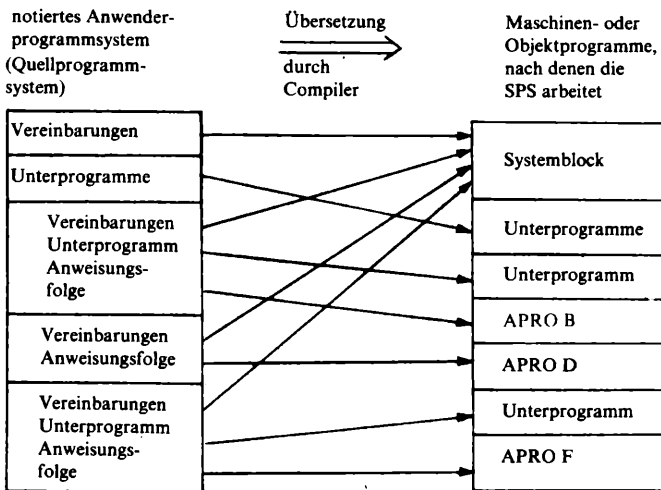 notiertes Anwender-
programmsystem
(Quellprogramm-
system)
Übersetzung
durch
Compiler
Maschinen- oder
Objektprogramme,
nach denen die
SPS arbeitet
Vereinbarungen
Unterprogramme
Vereinbarungen
Unterprogramm
Anweisungs-
folge
Vereinbarungen
Anweisungsfolge
Vereinbarungen
Unterprogramm
Anweisungs-
folge
Systemblock
Unterprogramme
Unterprogramm
APRO B
APRO D
Unterprogramm
APRO F